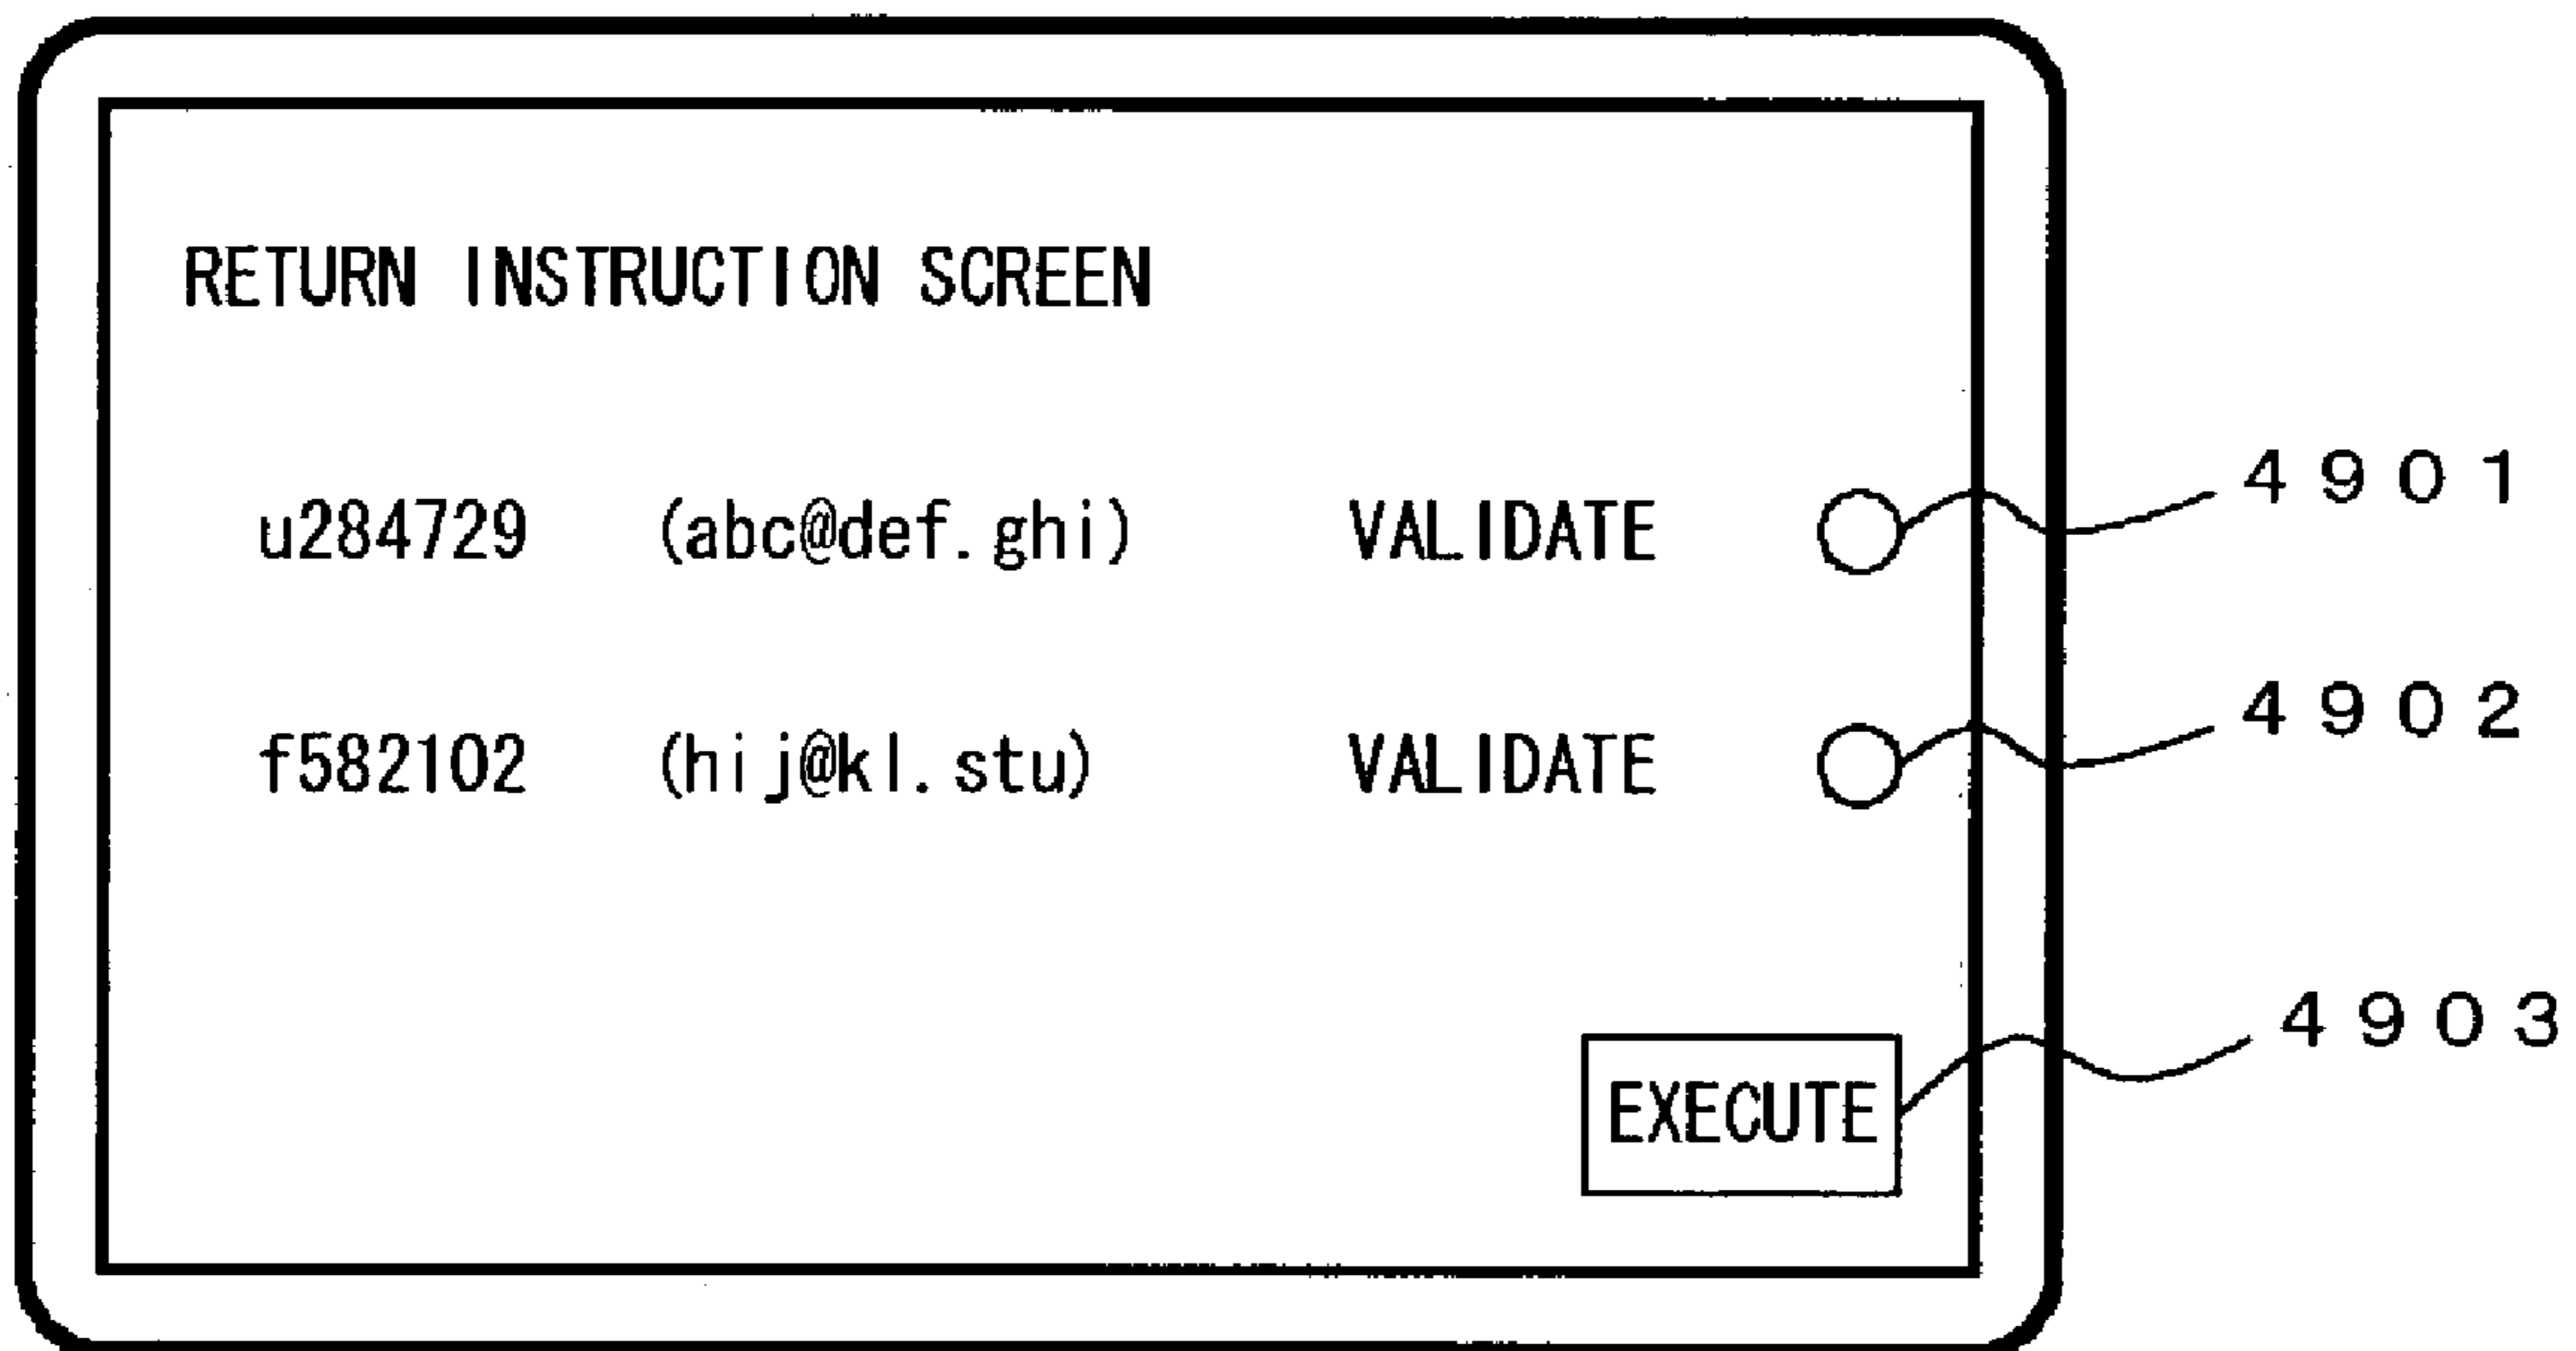 RETURN INSTRUCTION SCREEN
u284729 (abc@def.ghi) VALIDATE 4901
f582102 (hij@kl.stu) VALIDATE 4902
EXECUTE 4903